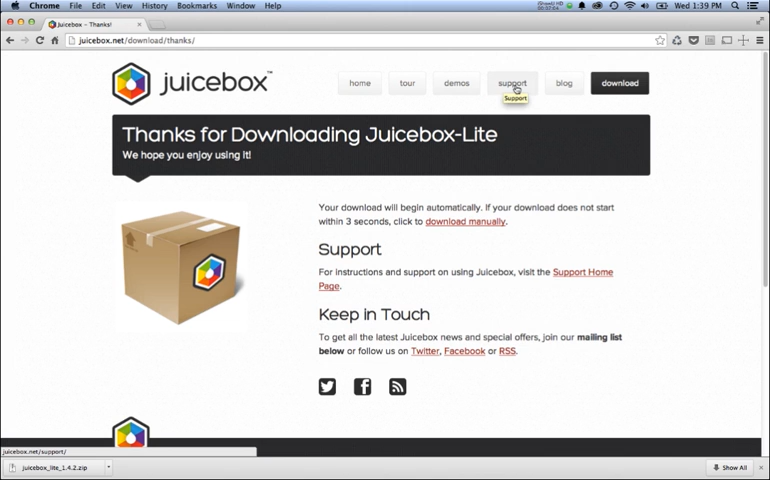 Chrome File Edit View History Bookmarks Window Help
Wed 1:39 PM
Juicebox – Thanks!
juicebox.net/download/thanks/
juicebox™
home tour demos support blog download
Support
Thanks for Downloading Juicebox-Lite
We hope you enjoy using it!
Your download will begin automatically. If your download does not start
within 3 seconds, click to download manually.
Support
For instructions and support on using Juicebox, visit the Support Home
Page.
Keep in Touch
To get all the latest Juicebox news and special offers, join our mailing list
below or follow us on Twitter, Facebook or RSS.
juicebox.net/support/
juicebox_lite_1.4.2.zip
Show All